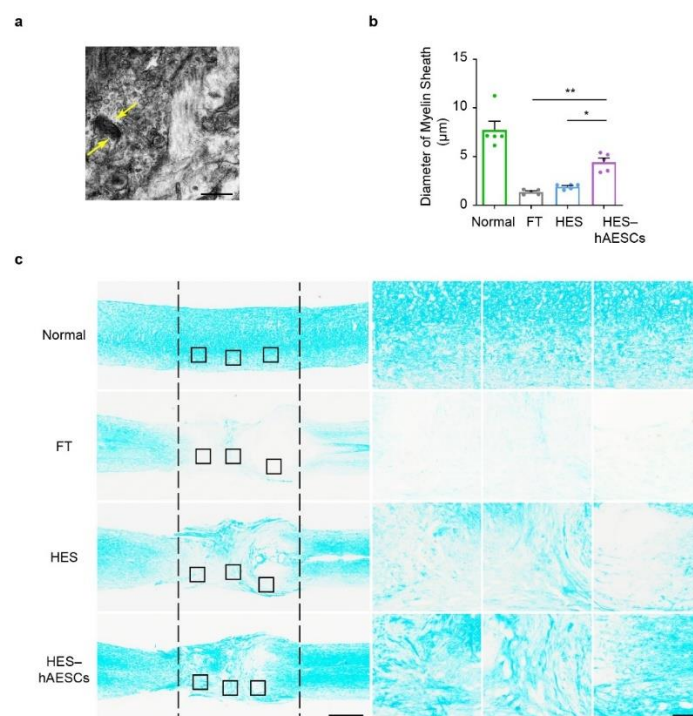 a
b
Diameter of Myelin Sheath
(μm)
15
10
5
0
**
*
Normal
FT
HES
HES–
hAESCs
c
Normal
FT
HES
HES–
hAESCs